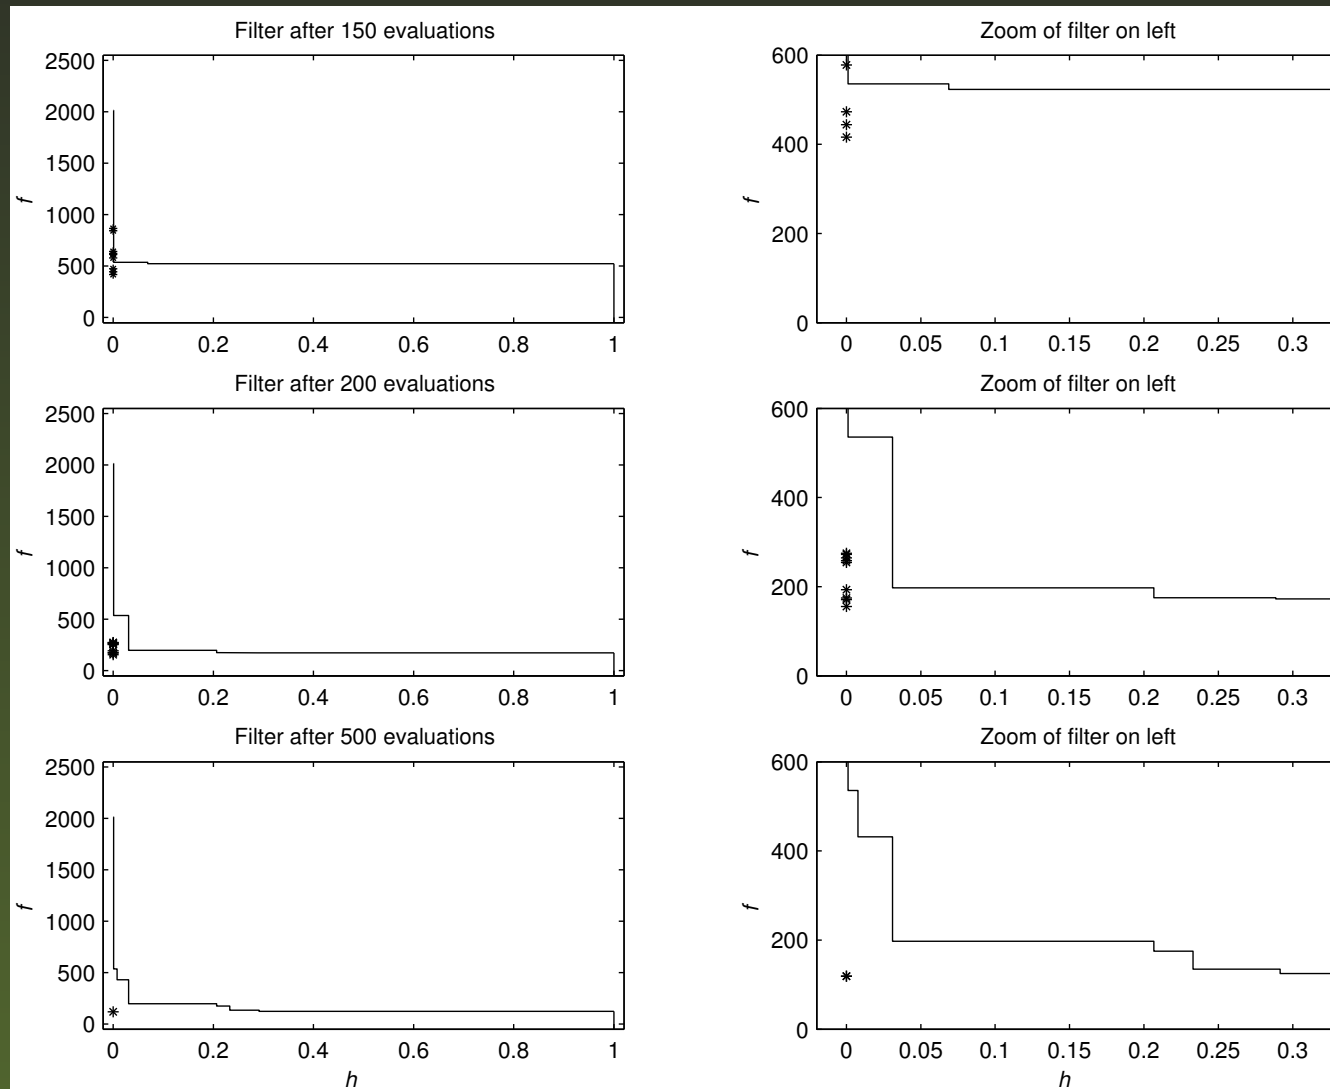 Filter after 150 evaluations
2500
2000
1500
1000
500
0
f
0 0.2 0.4 0.6 0.8 1
Zoom of filter on left
600
400
200
0
f
0 0.05 0.1 0.15 0.2 0.25 0.3
Filter after 200 evaluations
2500
2000
1500
1000
500
0
f
0 0.2 0.4 0.6 0.8 1
Zoom of filter on left
600
400
200
0
f
0 0.05 0.1 0.15 0.2 0.25 0.3
Filter after 500 evaluations
2500
2000
1500
1000
500
0
f
0 0.2 0.4 0.6 0.8 1
h
Zoom of filter on left
600
400
200
0
f
0 0.05 0.1 0.15 0.2 0.25 0.3
h